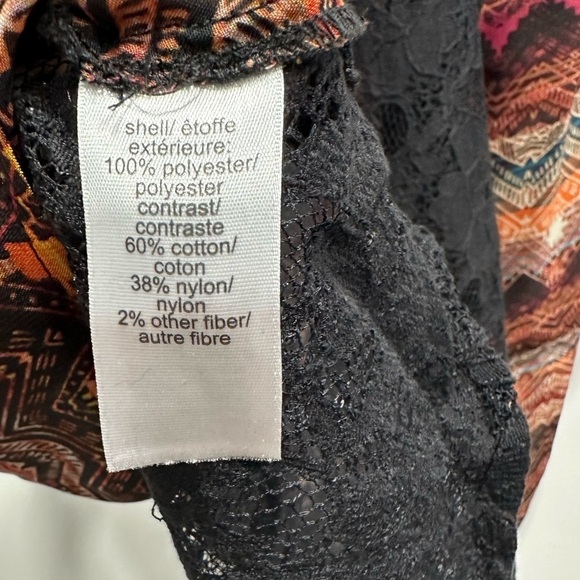 shell/ étoffe
extérieure:
100% polyester/
polyester
contrast/
contraste
60% cotton/
coton
38% nylon/
nylon
2% other fiber/
autre fibre